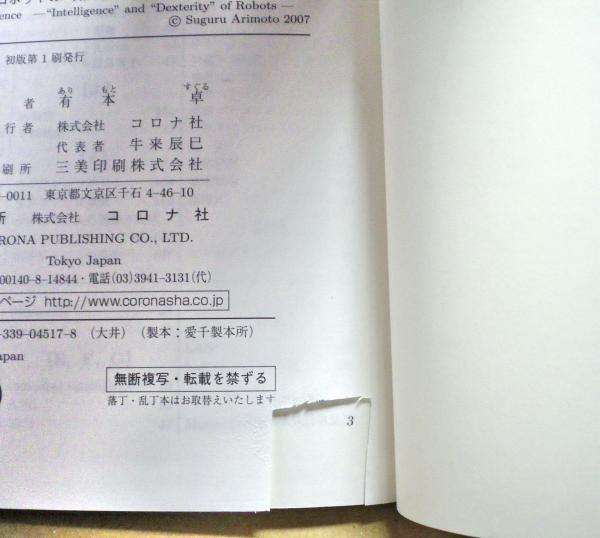 ence —“Intelligence” and “Dexterity” of Robots —
© Suguru Arimoto 2007
初版第1刷発行
あり もと すぐる
者 有 本 卓
行者 株式会社 コロナ社
代表者 牛来辰巳
刷所 三美印刷株式会社
-0011 東京都文京区千石 4-46-10
所 株式会社 コロナ社
RONA PUBLISHING CO., LTD.
Tokyo Japan
00140-8-14844・電話(03)3941-3131(代)
ページ http://www.coronasha.co.jp
-339-04517-8 (大井) (製本:愛千製本所)
apan
無断複写・転載を禁ずる
落丁・乱丁本はお取替えいたします
3